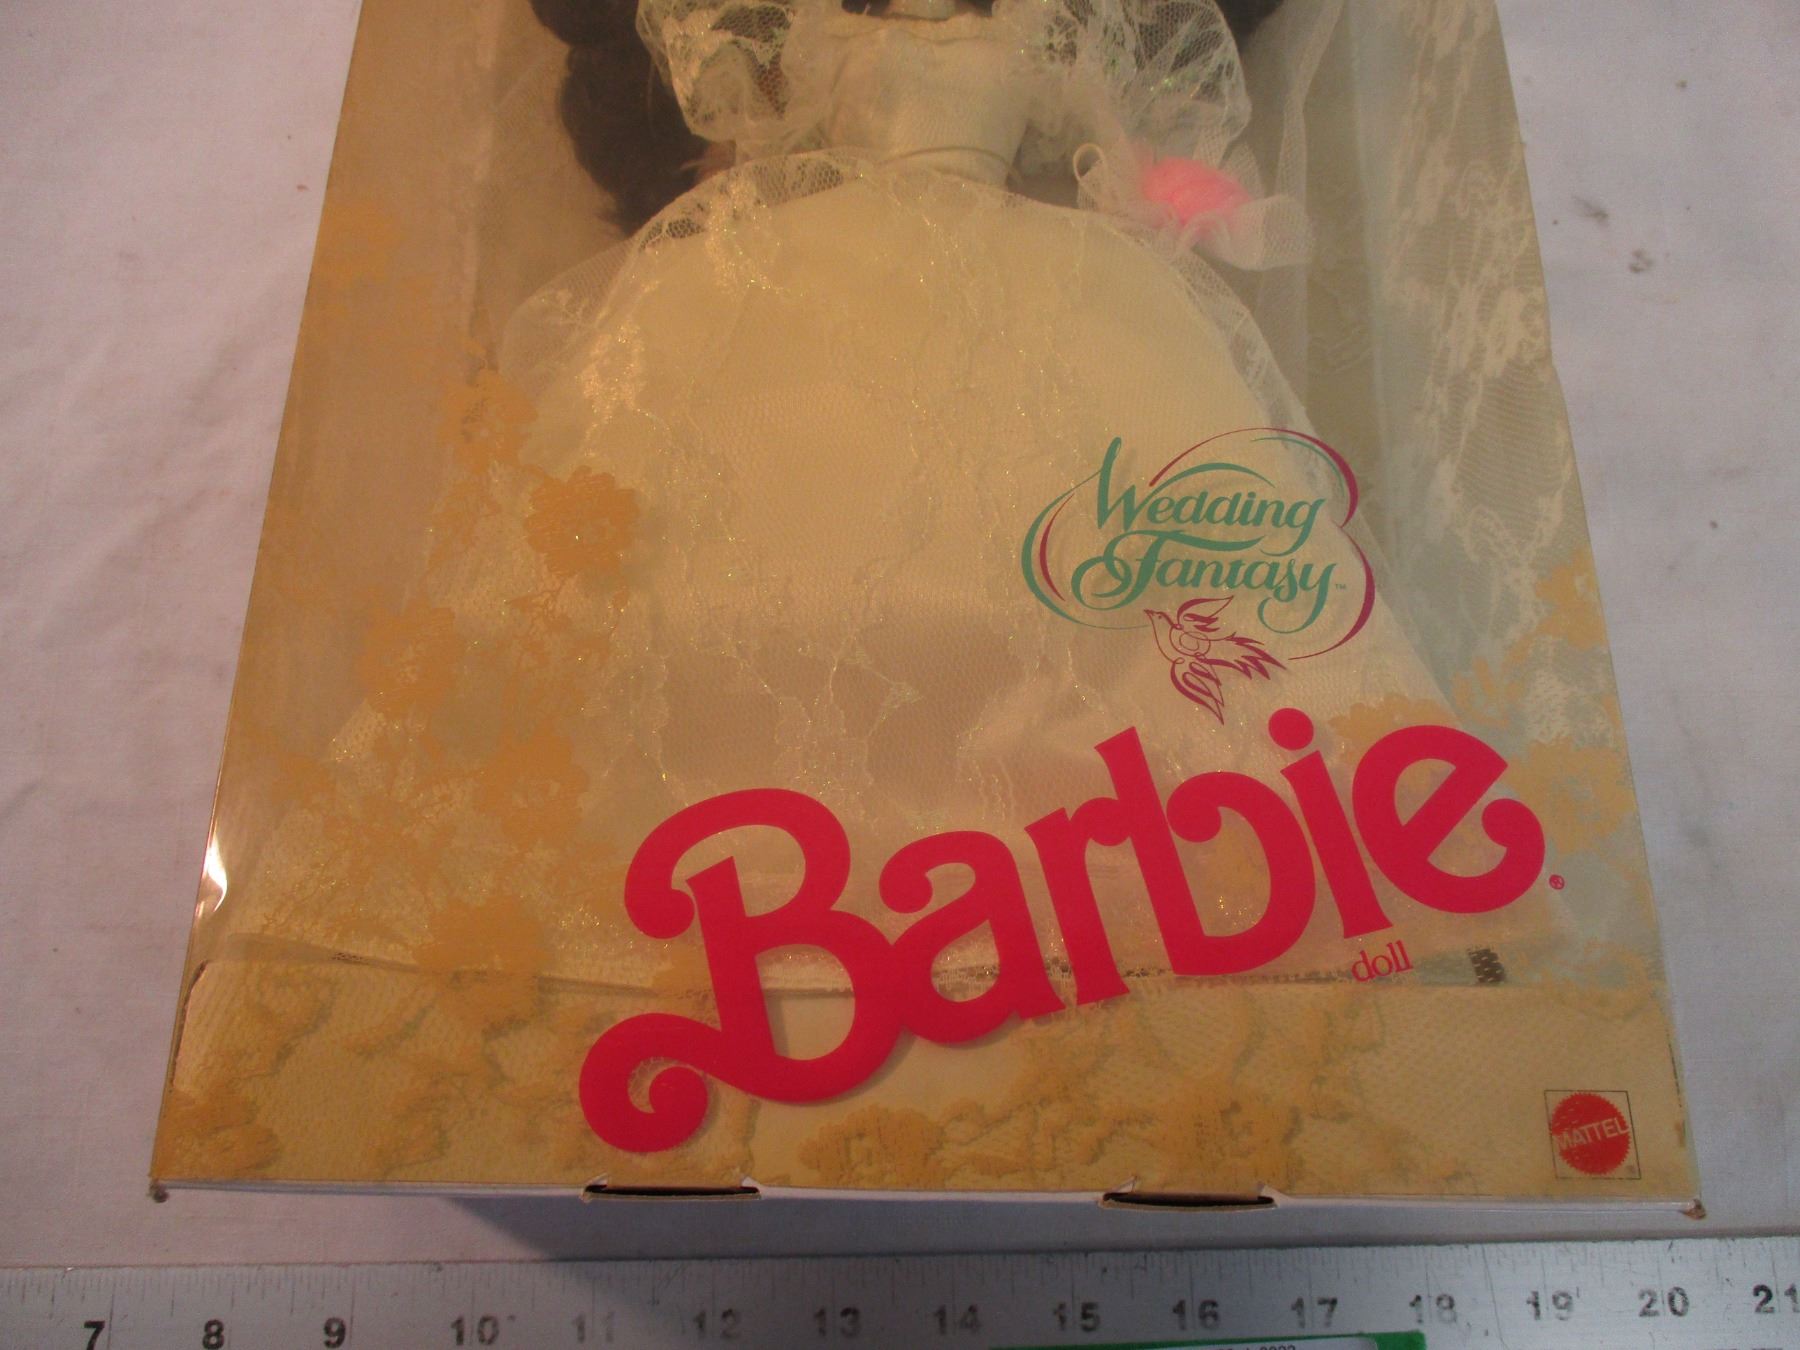 Wedding
Fantasy™
Barbie®
doll
MATTEL
7 8 9 10 11 12 13 14 15 16 17 18 19 20 21